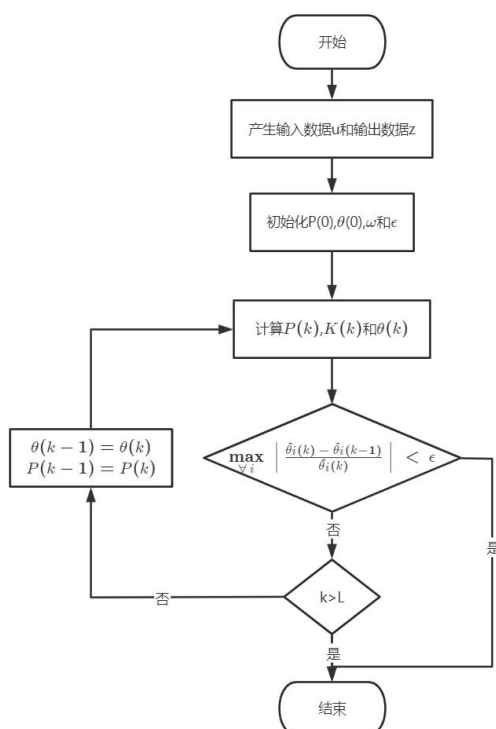 开始
产生输入数据u和输出数据z
初始化P(0),θ(0),ω和ϵ
计算P(k),K(k)和θ(k)
max ∀ i | θ̂ᵢ(k) − θ̂ᵢ(k−1) / θ̂ᵢ(k) | < ϵ
θ(k − 1) = θ(k)
P(k − 1) = P(k)
否
是
k>L
否
是
结束